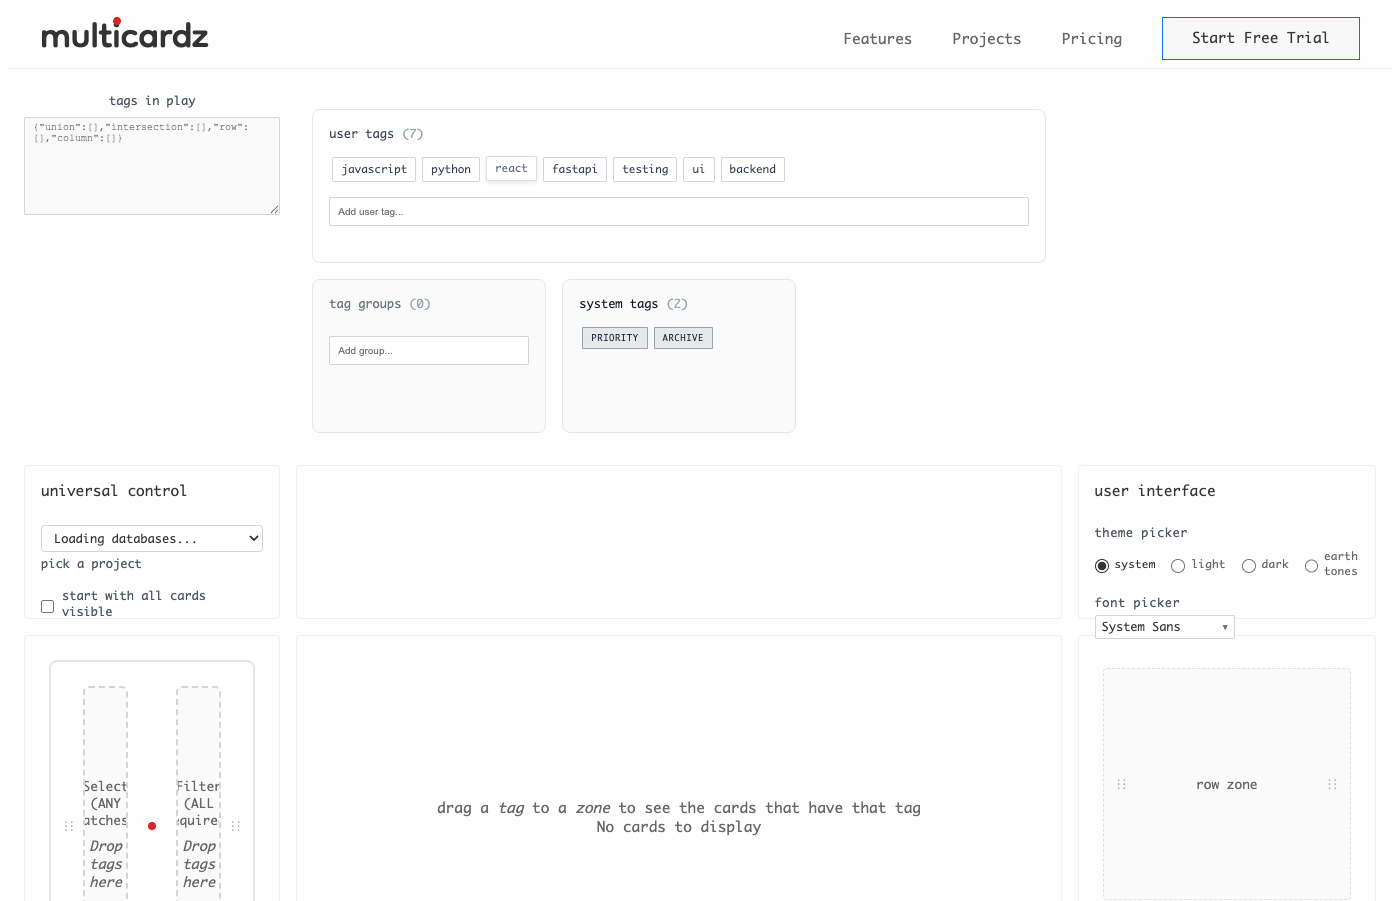 multicardz
Features
Projects
Pricing
Start Free Trial
tags in play
{"union":[],"intersection":[],"row":
[],"column":[]}
user tags (7)
javascript
python
react
fastapi
testing
ui
backend
Add user tag...
tag groups (0)
Add group...
system tags (2)
PRIORITY
ARCHIVE
universal control
Loading databases...
pick a project
start with all cards
visible
user interface
theme picker
system
light
dark
earth
tones
font picker
System Sans
Select
(ANY
atches
Drop
tags
here
Filter
(ALL
quire
Drop
tags
here
drag a tag to a zone to see the cards that have that tag
No cards to display
row zone